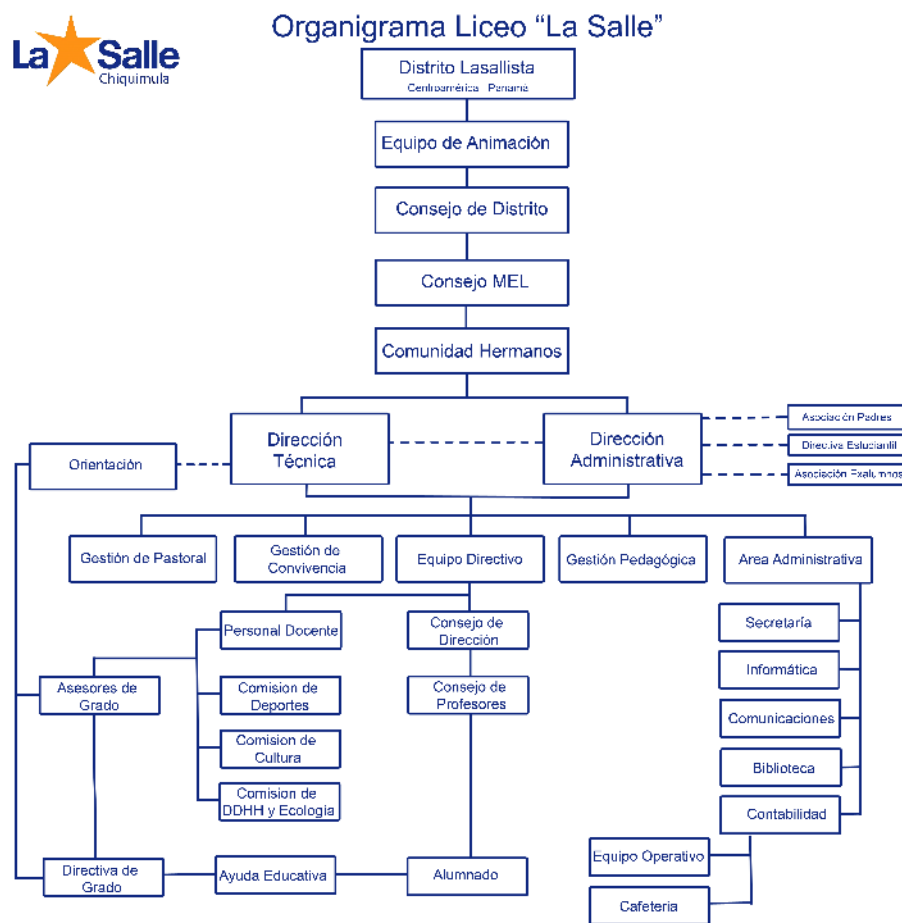 Organigrama Liceo “La Salle”
La Salle
Chiquimula
Distrito Lasallista
Centroamérica Panamá
Equipo de Animación
Consejo de Distrito
Consejo MEL
Comunidad Hermanos
Dirección
Técnica
Dirección
Administrativa
Asociación Padres
Directiva Estudiantil
Asociación Exalumnos
Orientación
Gestión de Pastoral
Gestión de
Convivencia
Equipo Directivo
Gestión Pedagógica
Area Administrativa
Personal Docente
Consejo de
Dirección
Secretaría
Informática
Asesores de
Grado
Comision de
Deportes
Consejo de
Profesores
Comunicaciones
Comision de
Cultura
Biblioteca
Comision de
DDHH y Ecología
Contabilidad
Equipo Operativo
Directiva de
Grado
Ayuda Educativa
Alumnado
Cafeteria